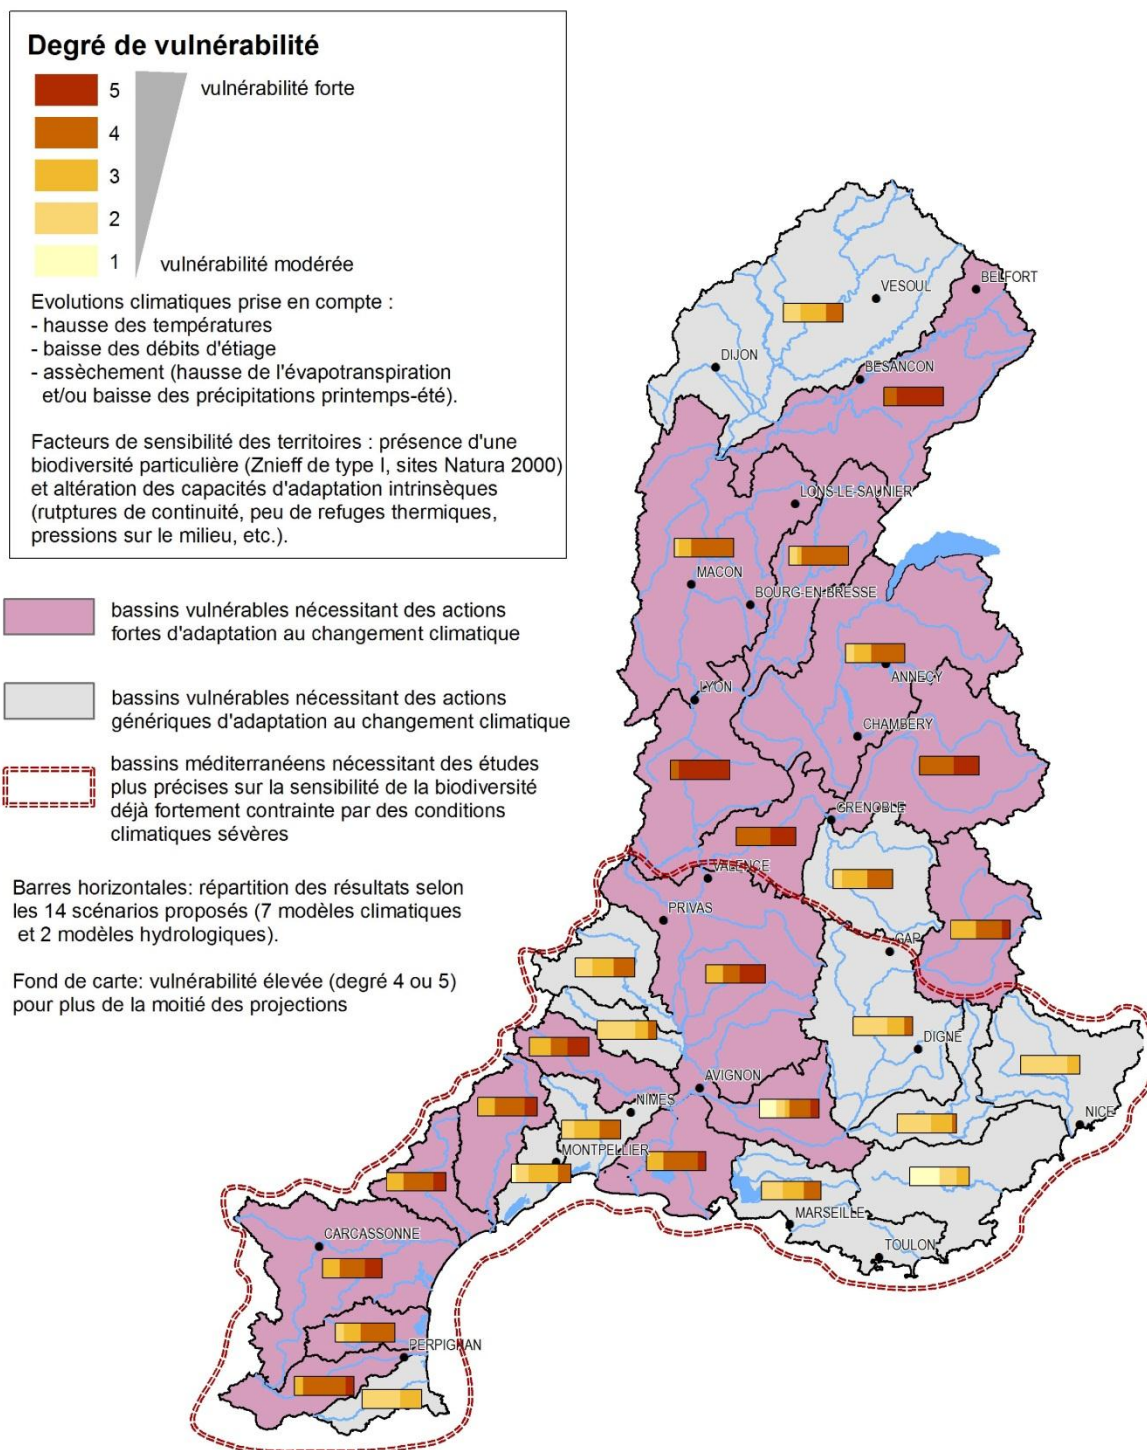 Degré de vulnérabilité
5
vulnérabilité forte
4
3
2
1
vulnérabilité modérée
Evolutions climatiques prise en compte :
- hausse des températures
- baisse des débits d'étiage
- assèchement (hausse de l'évapotranspiration
et/ou baisse des précipitations printemps-été).
Facteurs de sensibilité des territoires : présence d'une
biodiversité particulière (Znieff de type I, sites Natura 2000)
et altération des capacités d'adaptation intrinsèques
(rutptures de continuité, peu de refuges thermiques,
pressions sur le milieu, etc.).
bassins vulnérables nécessitant des actions
fortes d'adaptation au changement climatique
bassins vulnérables nécessitant des actions
génériques d'adaptation au changement climatique
bassins méditerranéens nécessitant des études
plus précises sur la sensibilité de la biodiversité
déjà fortement contrainte par des conditions
climatiques sévères
Barres horizontales: répartition des résultats selon
les 14 scénarios proposés (7 modèles climatiques
et 2 modèles hydrologiques).
Fond de carte: vulnérabilité élevée (degré 4 ou 5)
pour plus de la moitié des projections
BELFORT
VESOUL
DIJON
BESANCON
LONS-LE-SAUNIER
MACON
BOURG-EN-BRESSE
ANNECY
LYON
CHAMBERY
GRENOBLE
VALENCE
PRIVAS
GAP
DIGNE
AVIGNON
NIMES
NICE
MONTPELLIER
MARSEILLE
CARCASSONNE
TOULON
PERPIGNAN